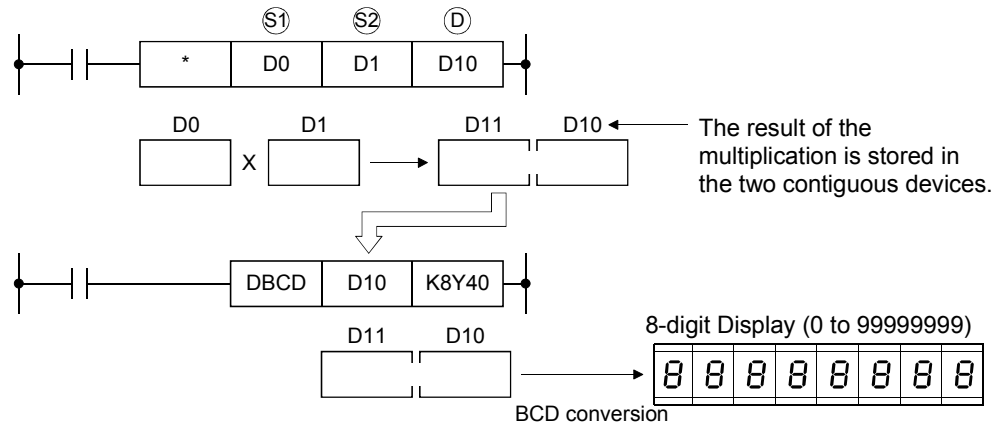 S1 S2 D
* D0 D1 D10
D0 D1 D11 D10
X
The result of the
multiplication is stored in
the two contiguous devices.
DBCD D10 K8Y40
D11 D10
8-digit Display (0 to 99999999)
8 8 8 8 8 8 8 8
BCD conversion